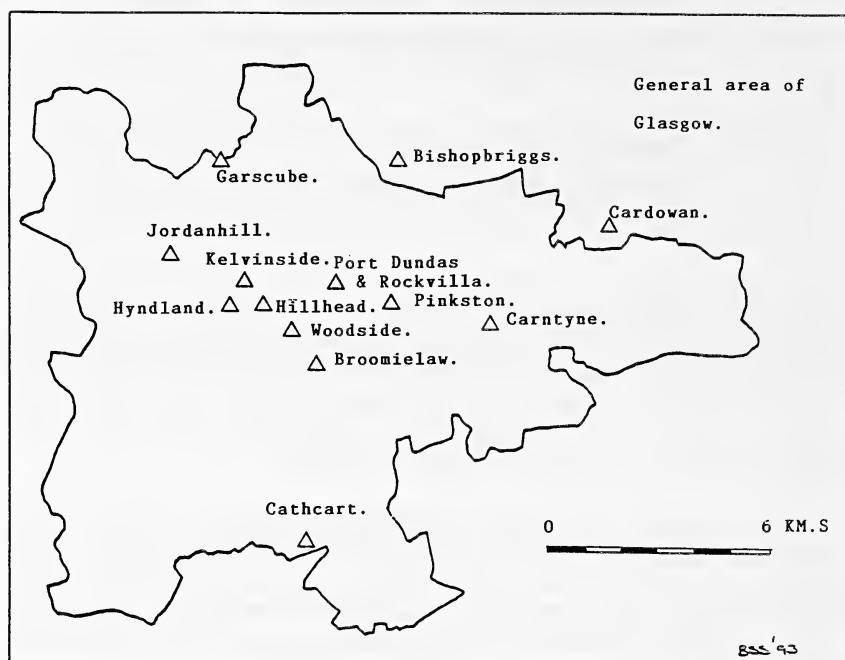 General area of
Glasgow.
Garscube.
Bishopbriggs.
Cardowan.
Jordanhill.
Kelvinside.
Port Dundas
& Rockvilla.
Hyndland.
Hillhead.
Pinkston.
Woodside.
Carntyne.
Broomielaw.
Cathcart.
0 6 KM.S
BSS'93